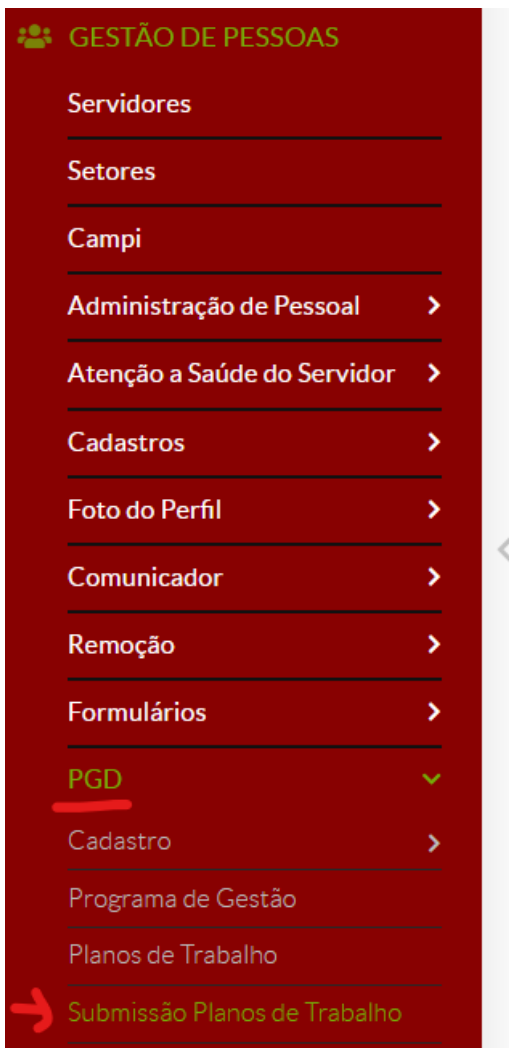 GESTÃO DE PESSOAS
Servidores
Setores
Campi
Administração de Pessoal
Atenção a Saúde do Servidor
Cadastros
Foto do Perfil
Comunicador
Remoção
Formulários
PGD
Cadastro
Programa de Gestão
Planos de Trabalho
Submissão Planos de Trabalho